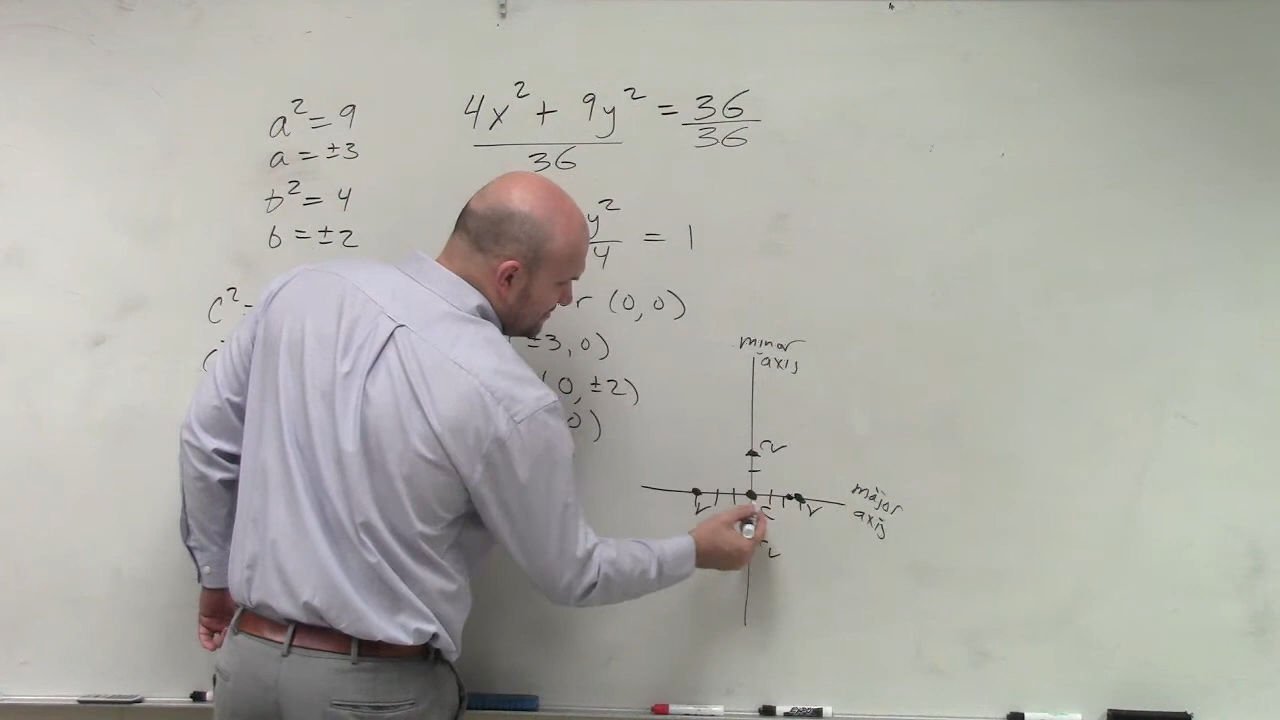 a² = 9
a = ±3
b² = 4
b = ±2
c²
4x² + 9y² = 36
36 36
y²
4 = 1
r (0, 0)
±3, 0)
(0, ±2)
0)
minor
axis
major
axis